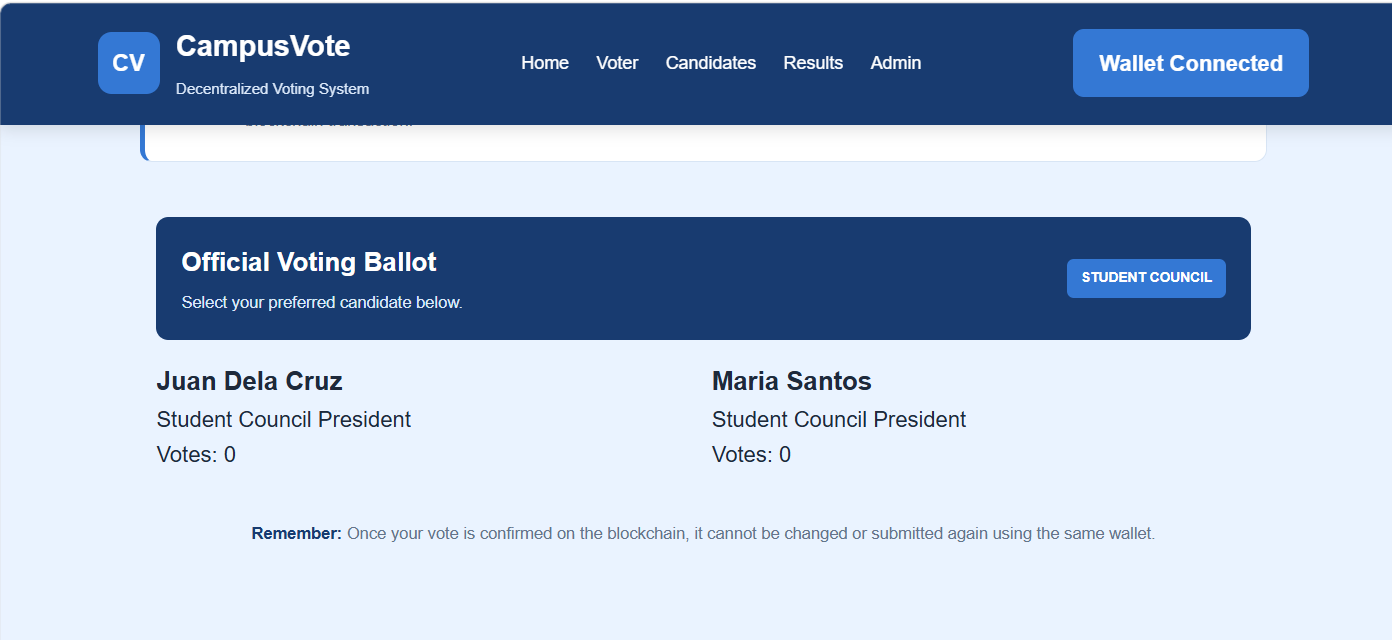 CV
CampusVote
Decentralized Voting System
Home
Voter
Candidates
Results
Admin
Wallet Connected
Official Voting Ballot
Select your preferred candidate below.
STUDENT COUNCIL
Juan Dela Cruz
Student Council President
Votes: 0
Maria Santos
Student Council President
Votes: 0
Remember: Once your vote is confirmed on the blockchain, it cannot be changed or submitted again using the same wallet.